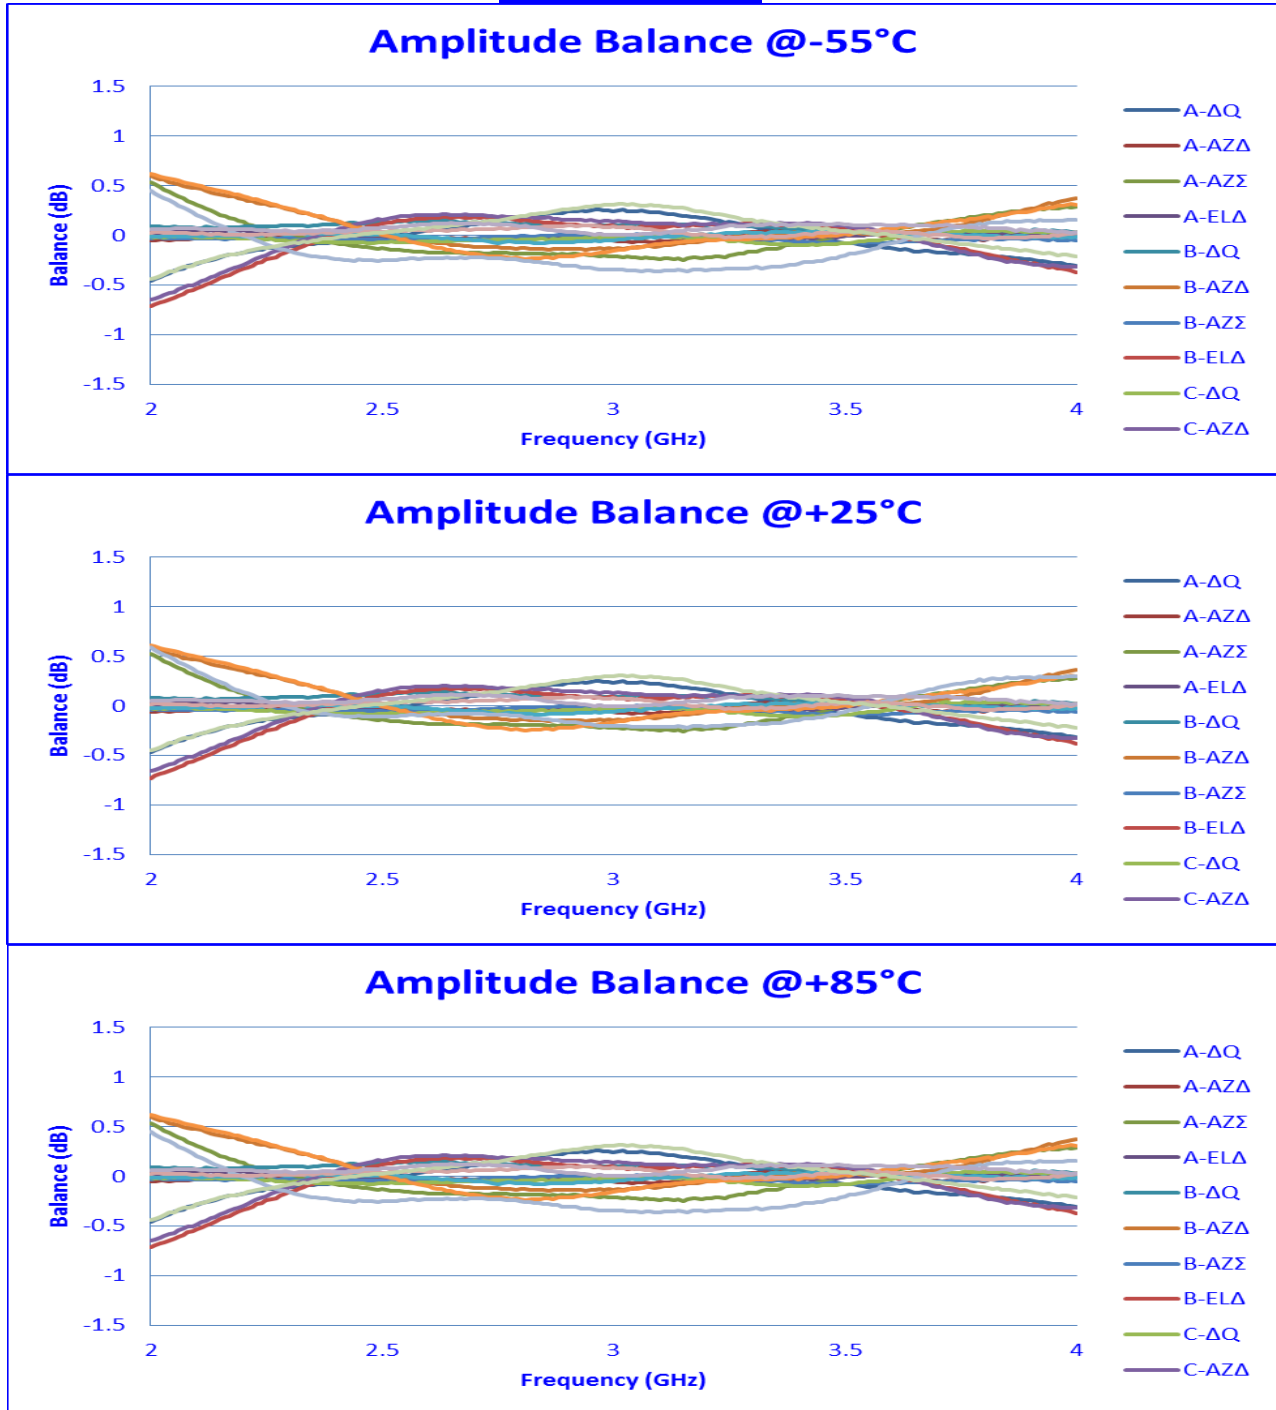 Amplitude Balance @-55°C
1.5
1
0.5
0
-0.5
-1
-1.5
Balance (dB)
2 2.5 3 3.5 4
Frequency (GHz)
A-ΔQ
A-AZΔ
A-AZΣ
A-ELΔ
B-ΔQ
B-AZΔ
B-AZΣ
B-ELΔ
C-ΔQ
C-AZΔ
Amplitude Balance @+25°C
1.5
1
0.5
0
-0.5
-1
-1.5
Balance (dB)
2 2.5 3 3.5 4
Frequency (GHz)
A-ΔQ
A-AZΔ
A-AZΣ
A-ELΔ
B-ΔQ
B-AZΔ
B-AZΣ
B-ELΔ
C-ΔQ
C-AZΔ
Amplitude Balance @+85°C
1.5
1
0.5
0
-0.5
-1
-1.5
Balance (dB)
2 2.5 3 3.5 4
Frequency (GHz)
A-ΔQ
A-AZΔ
A-AZΣ
A-ELΔ
B-ΔQ
B-AZΔ
B-AZΣ
B-ELΔ
C-ΔQ
C-AZΔ